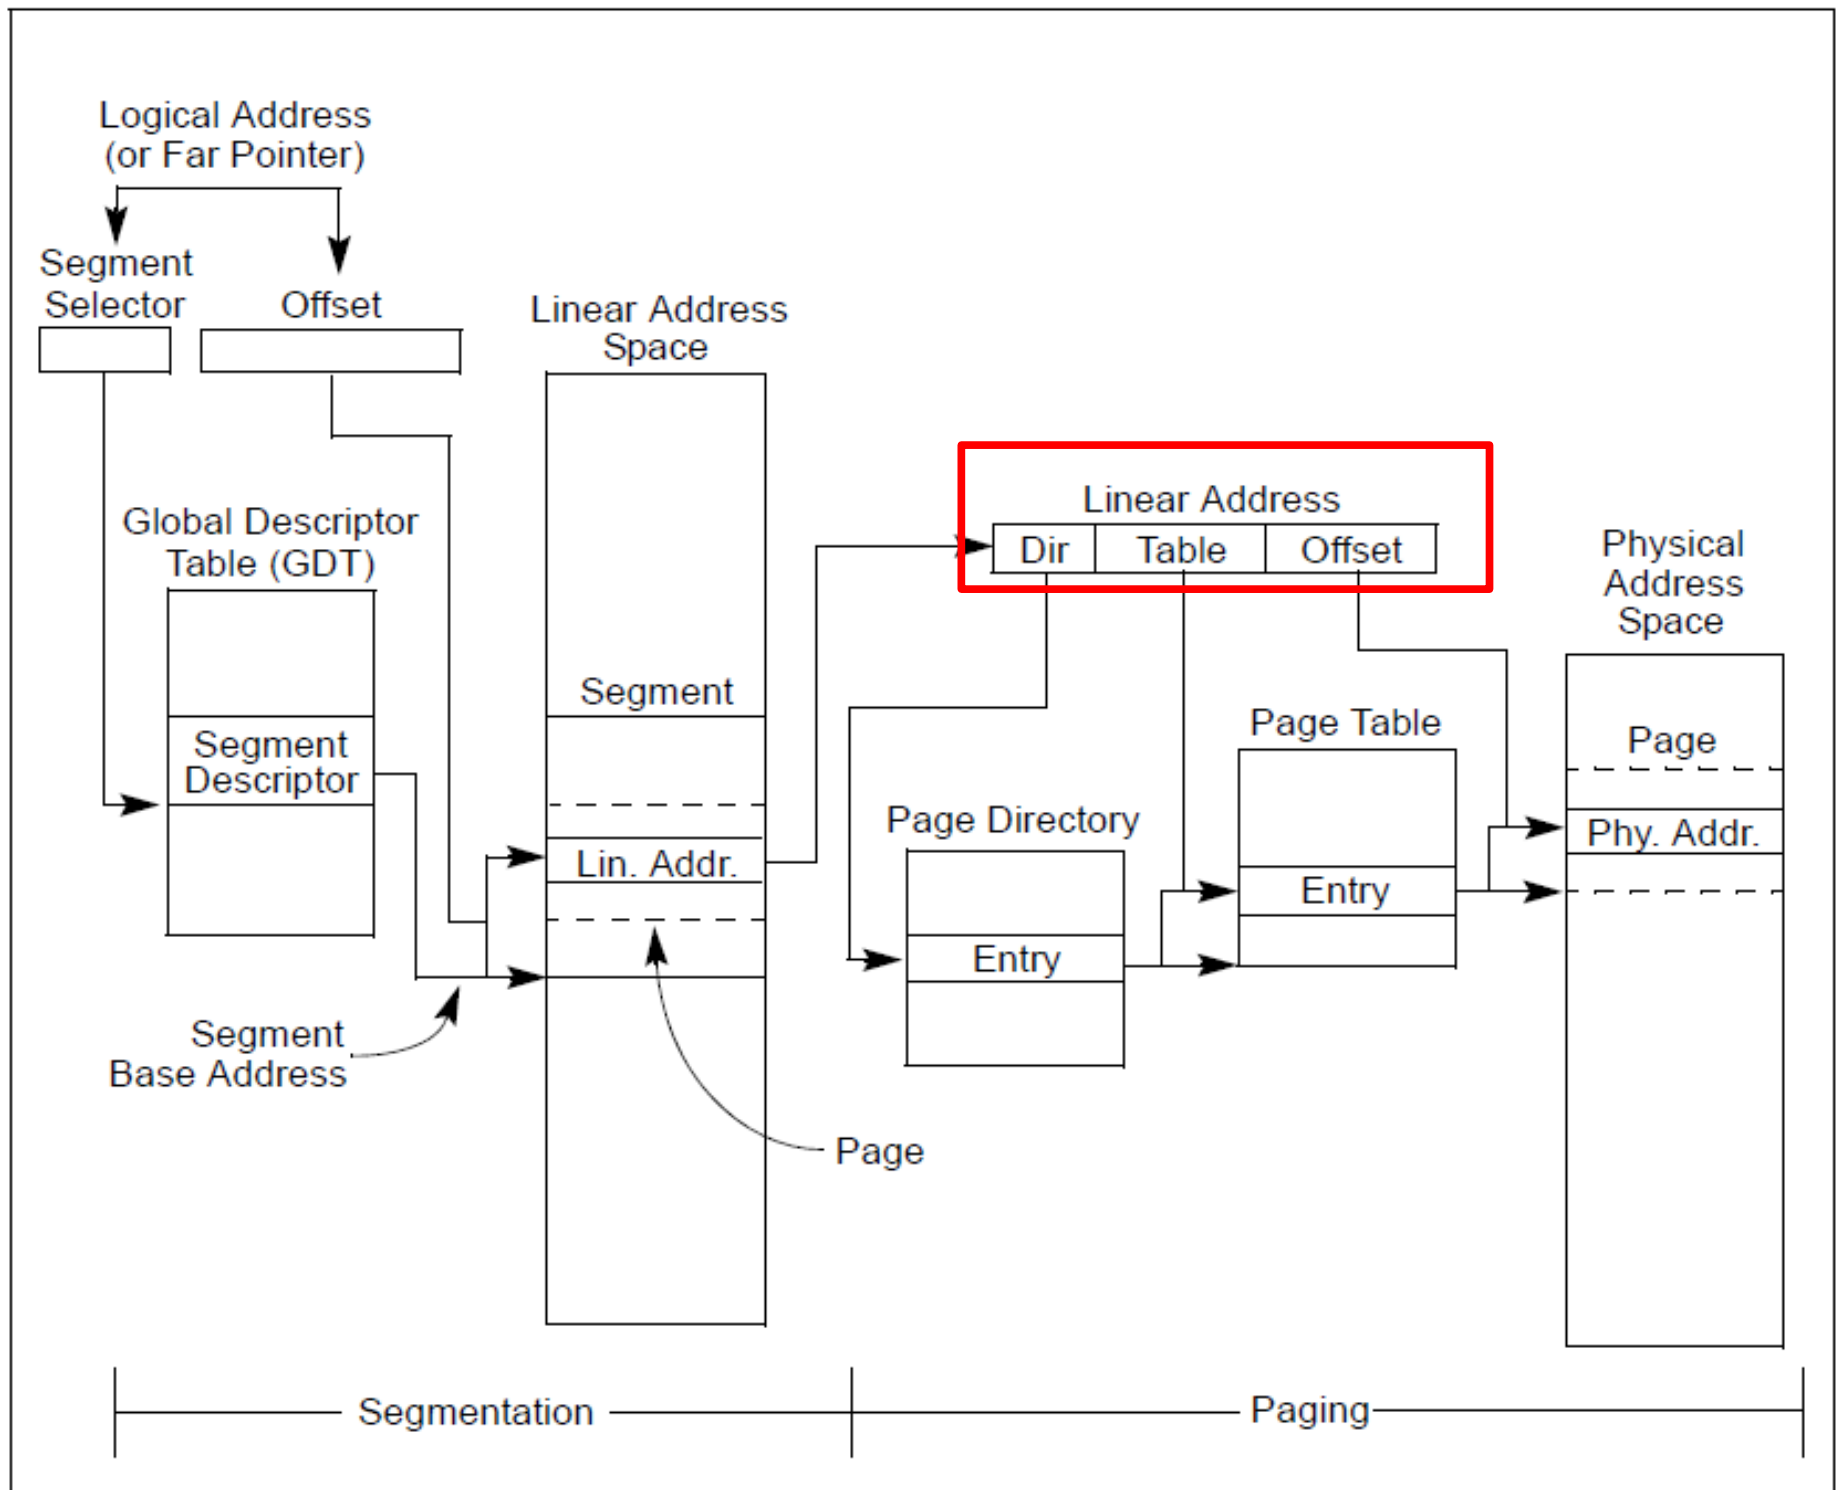 Logical Address
(or Far Pointer)
Segment
Selector
Offset
Linear Address
Space
Global Descriptor
Table (GDT)
Segment
Descriptor
Segment
Lin. Addr.
Segment
Base Address
Page
Linear Address
Dir
Table
Offset
Page Directory
Entry
Page Table
Entry
Physical
Address
Space
Page
Phy. Addr.
Segmentation
Paging